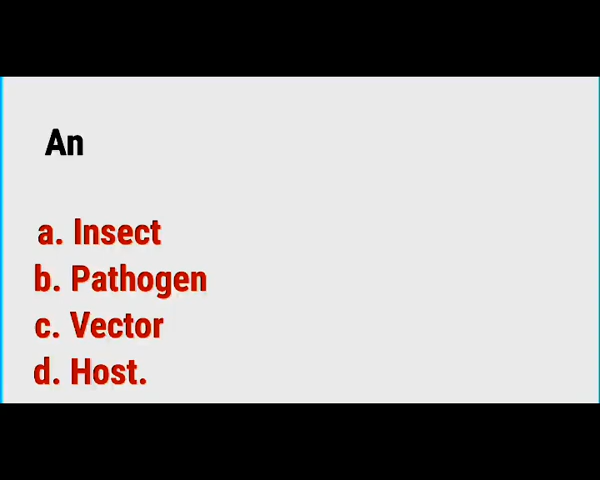 An
a. Insect
b. Pathogen
c. Vector
d. Host.